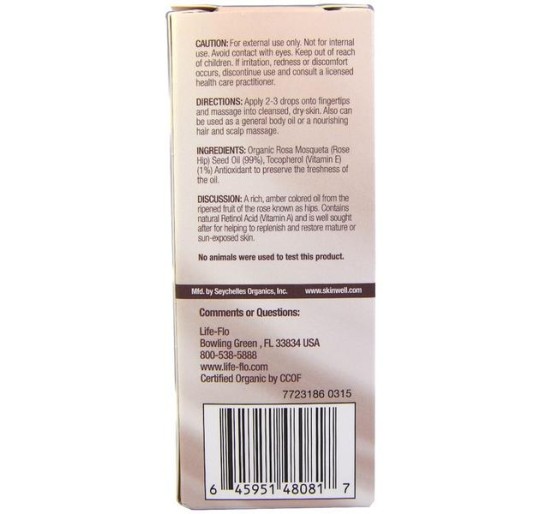 CAUTION: For external use only. Not for internal
use. Avoid contact with eyes. Keep out of reach
of children. If irritation, redness or discomfort
occurs, discontinue use and consult a licensed
health care practitioner.
DIRECTIONS: Apply 2-3 drops onto fingertips
and massage into cleansed, dry-skin. Also can
be used as a general body oil or a nourishing
hair and scalp massage.
INGREDIENTS: Organic Rosa Mosqueta (Rose
Hip) Seed Oil (99%), Tocopherol (Vitamin E)
(1%) Antioxidant to preserve the freshness of
the oil.
DISCUSSION: A rich, amber colored oil from the
ripened fruit of the rose known as hips. Contains
natural Retinol Acid (Vitamin A) and is well sought
after for helping to replenish and restore mature or
sun-exposed skin.
No animals were used to test this product.
Mfd. by Seychelles Organics, Inc. www.skinwell.com
Comments or Questions:
Life-Flo
Bowling Green , FL 33834 USA
800-538-5888
www.life-flo.com
Certified Organic by CCOF
7723186 0315
6 45951 48081 7